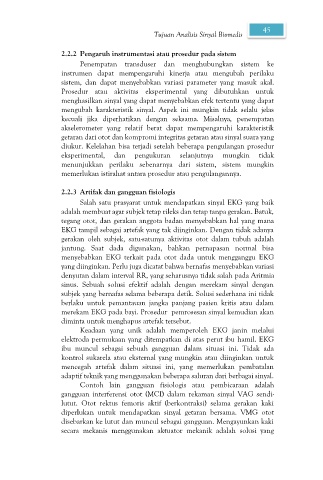 Tujuan Analisis Sinyal Biomedis
45
2.2.2 Pengaruh instrumentasi atau prosedur pada sistem
Penempatan transduser dan menghubungkan sistem ke
instrumen dapat mempengaruhi kinerja atau mengubah perilaku
sistem, dan dapat menyebabkan variasi parameter yang masuk akal.
Prosedur atau aktivitas eksperimental yang dibutuhkan untuk
menghasilkan sinyal yang dapat menyebabkan efek tertentu yang dapat
mengubah karakteristik sinyal. Aspek ini mungkin tidak selalu jelas
kecuali jika diperhatikan dengan seksama. Misalnya, penempatan
akselerometer yang relatif berat dapat mempengaruhi karakteristik
getaran dari otot dan kompromi integritas getaran atau sinyal suara yang
diukur. Kelelahan bisa terjadi setelah beberapa pengulangan prosedur
eksperimental, dan pengukuran selanjutnya mungkin tidak
menunjukkan perilaku sebenarnya dari sistem, sistem mungkin
memerlukan istirahat antara prosedur atau pengulangannya.
2.2.3 Artifak dan gangguan fisiologis
Salah satu prasyarat untuk mendapatkan sinyal EKG yang baik
adalah membuat agar subjek tetap rileks dan tetap tanpa gerakan. Batuk,
tegang otot, dan gerakan anggota badan menyebabkan hal yang mana
EKG tampil sebagai artefak yang tak diinginkan. Dengan tidak adanya
gerakan oleh subjek, satu-satunya aktivitas otot dalam tubuh adalah
jantung. Saat dada digunakan, bahkan pernapasan normal bisa
menyebabkan EKG terkait pada otot dada untuk mengganggu EKG
yang diinginkan. Perlu juga dicatat bahwa bernafas menyebabkan variasi
denyutan dalam interval RR, yang seharusnya tidak salah pada Aritmia
sinus. Sebuah solusi efektif adalah dengan merekam sinyal dengan
subjek yang bernafas selama beberapa detik. Solusi sederhana ini tidak
berlaku untuk pemantauan jangka panjang pasien kritis atau dalam
merekam EKG pada bayi. Prosedur pemrosesan sinyal kemudian akan
diminta untuk menghapus artefak tersebut.
Keadaan yang unik adalah memperoleh EKG janin melalui
elektroda permukaan yang ditempatkan di atas perut ibu hamil. EKG
ibu muncul sebagai sebuah gangguan dalam situasi ini. Tidak ada
kontrol sukarela atau eksternal yang mungkin atau diinginkan untuk
mencegah artefak dalam situasi ini, yang memerlukan pembatalan
adaptif teknik yang menggunakan beberapa saluran dari berbagai sinyal.
Contoh lain gangguan fisiologis atau pembicaraan adalah
gangguan interferensi otot (MCI) dalam rekaman sinyal VAG sendi-
lutut. Otot rektus femoris aktif (berkontraksi) selama gerakan kaki
diperlukan untuk mendapatkan sinyal getaran bersama. VMG otot
disebarkan ke lutut dan muncul sebagai gangguan. Mengayunkan kaki
secara mekanis menggunakan aktuator mekanik adalah solusi yang